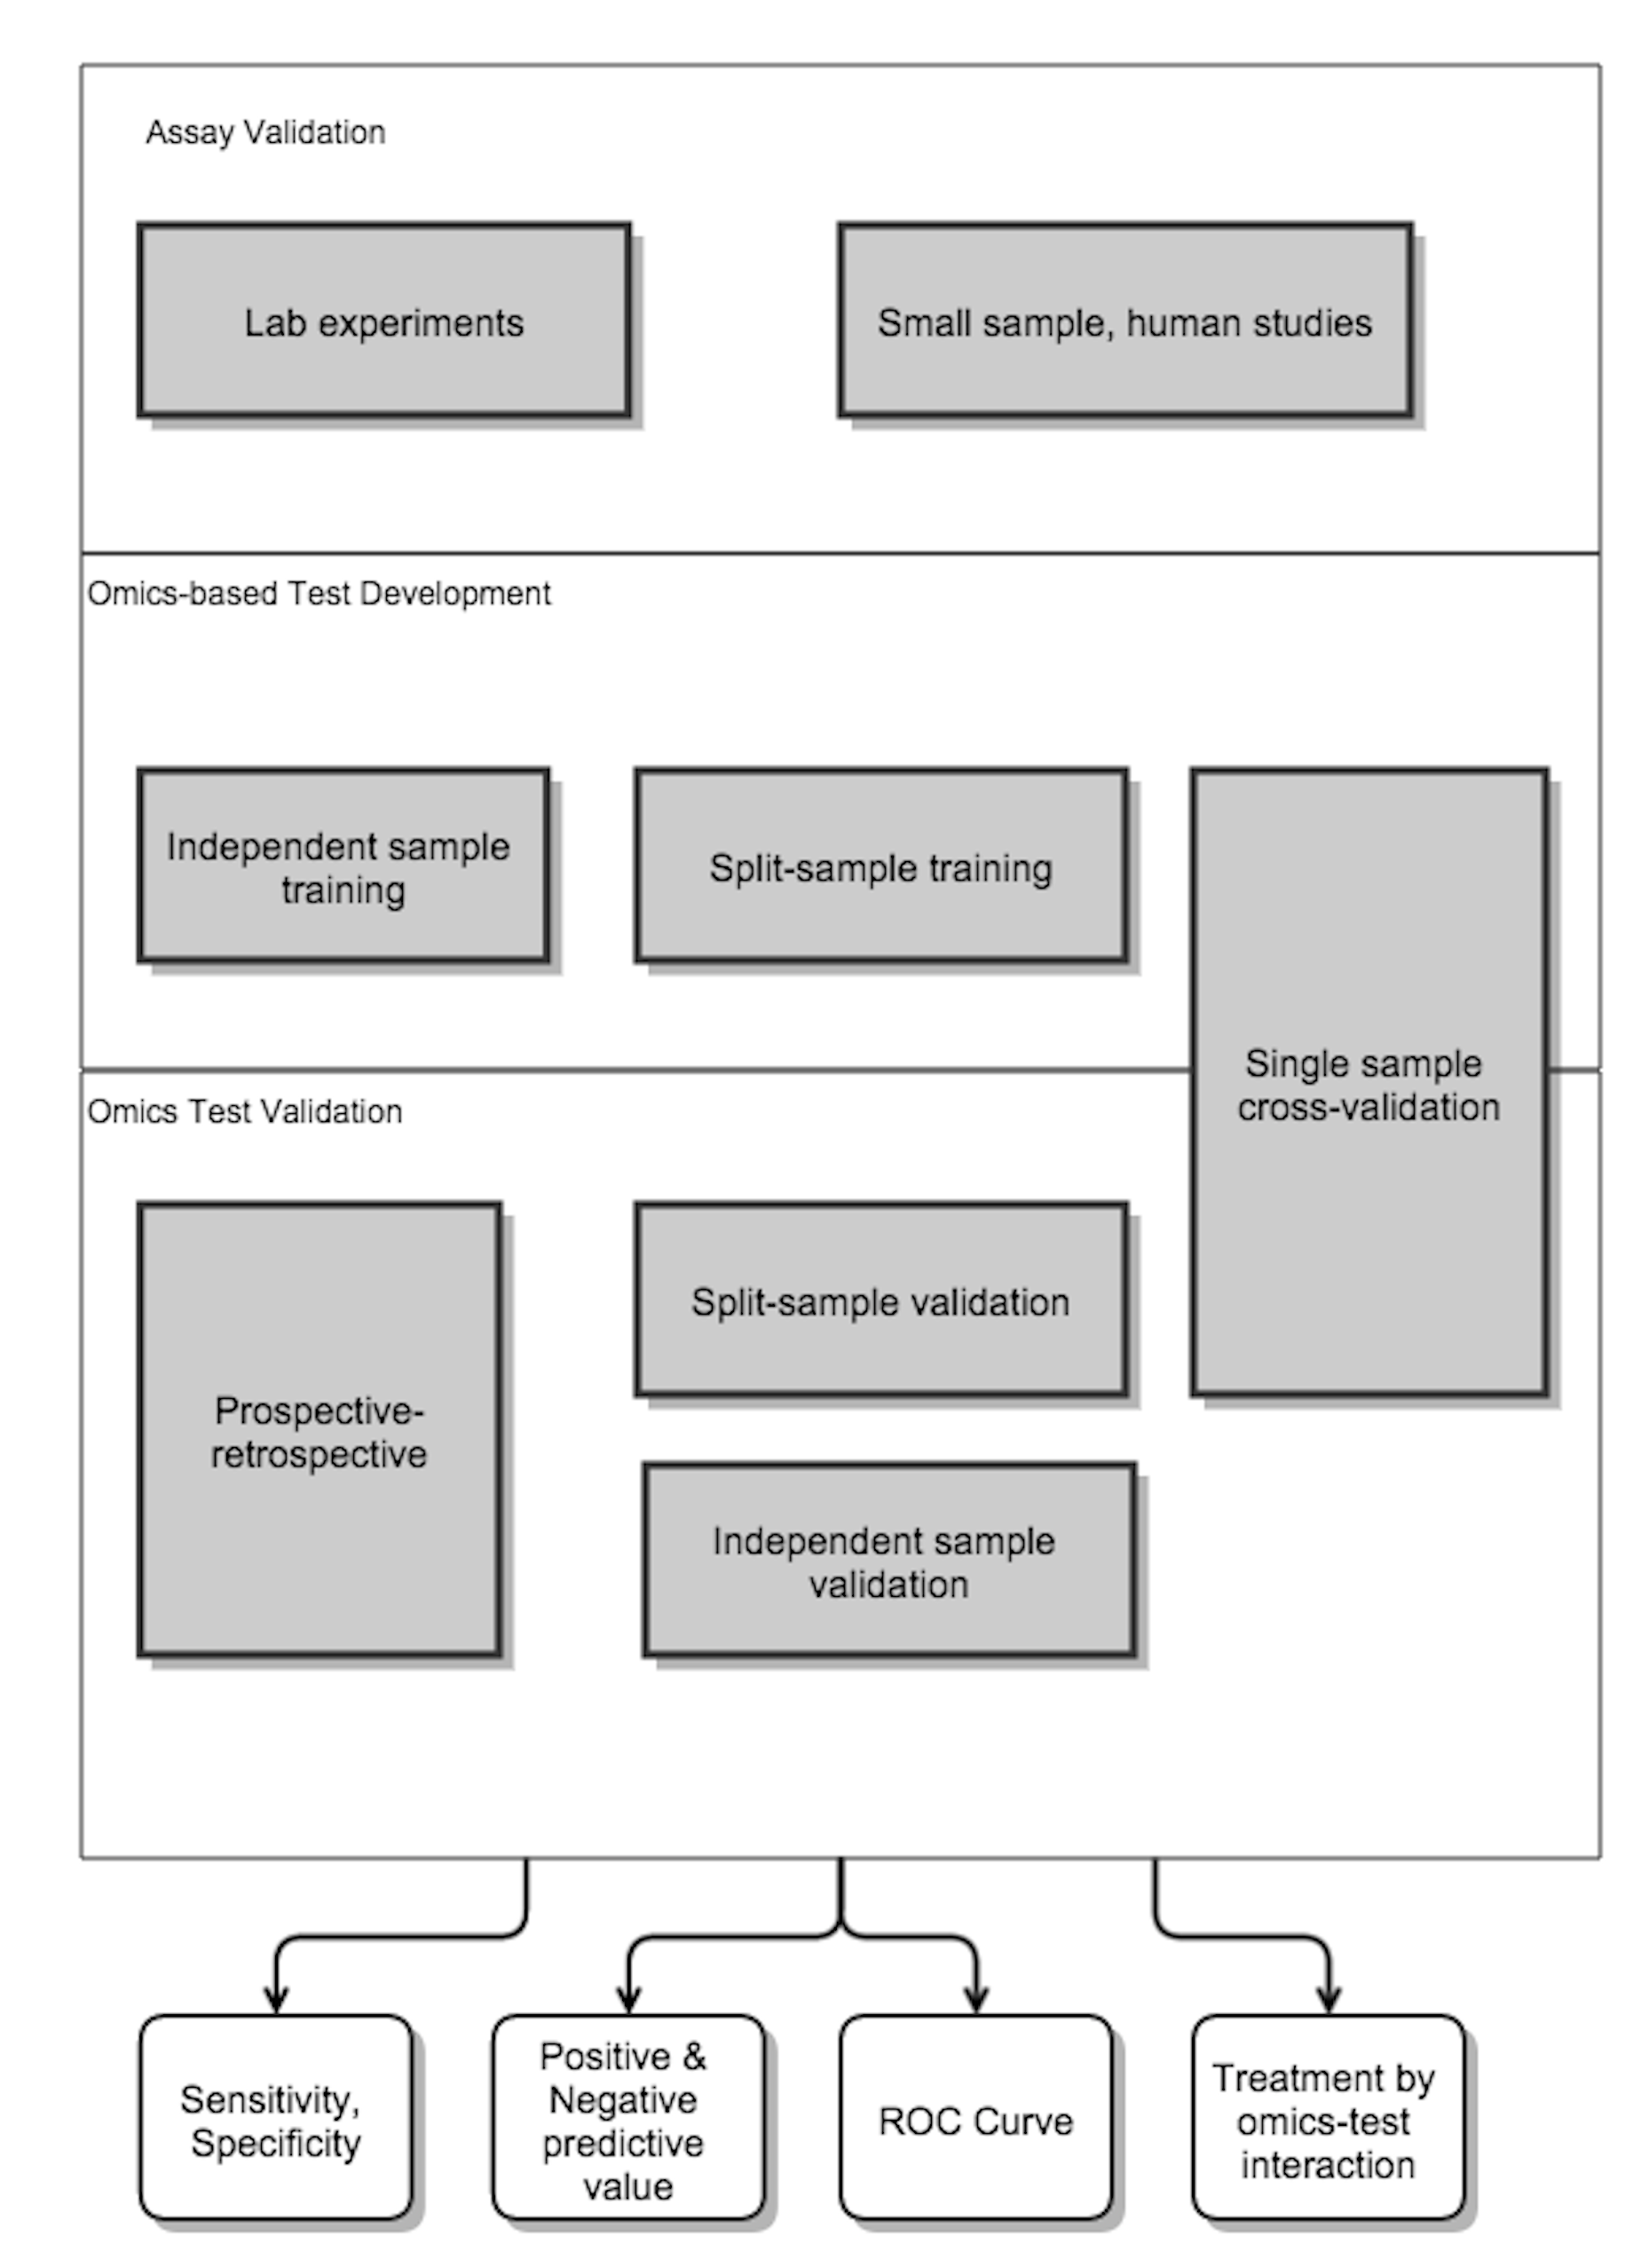 Assay Validation
Lab experiments
Small sample, human studies
Omics-based Test Development
Independent sample
training
Split-sample training
Single sample
cross-validation
Omics Test Validation
Prospective-
retrospective
Split-sample validation
Independent sample
validation
Sensitivity,
Specificity
Positive &
Negative
predictive
value
ROC Curve
Treatment by
omics-test
interaction